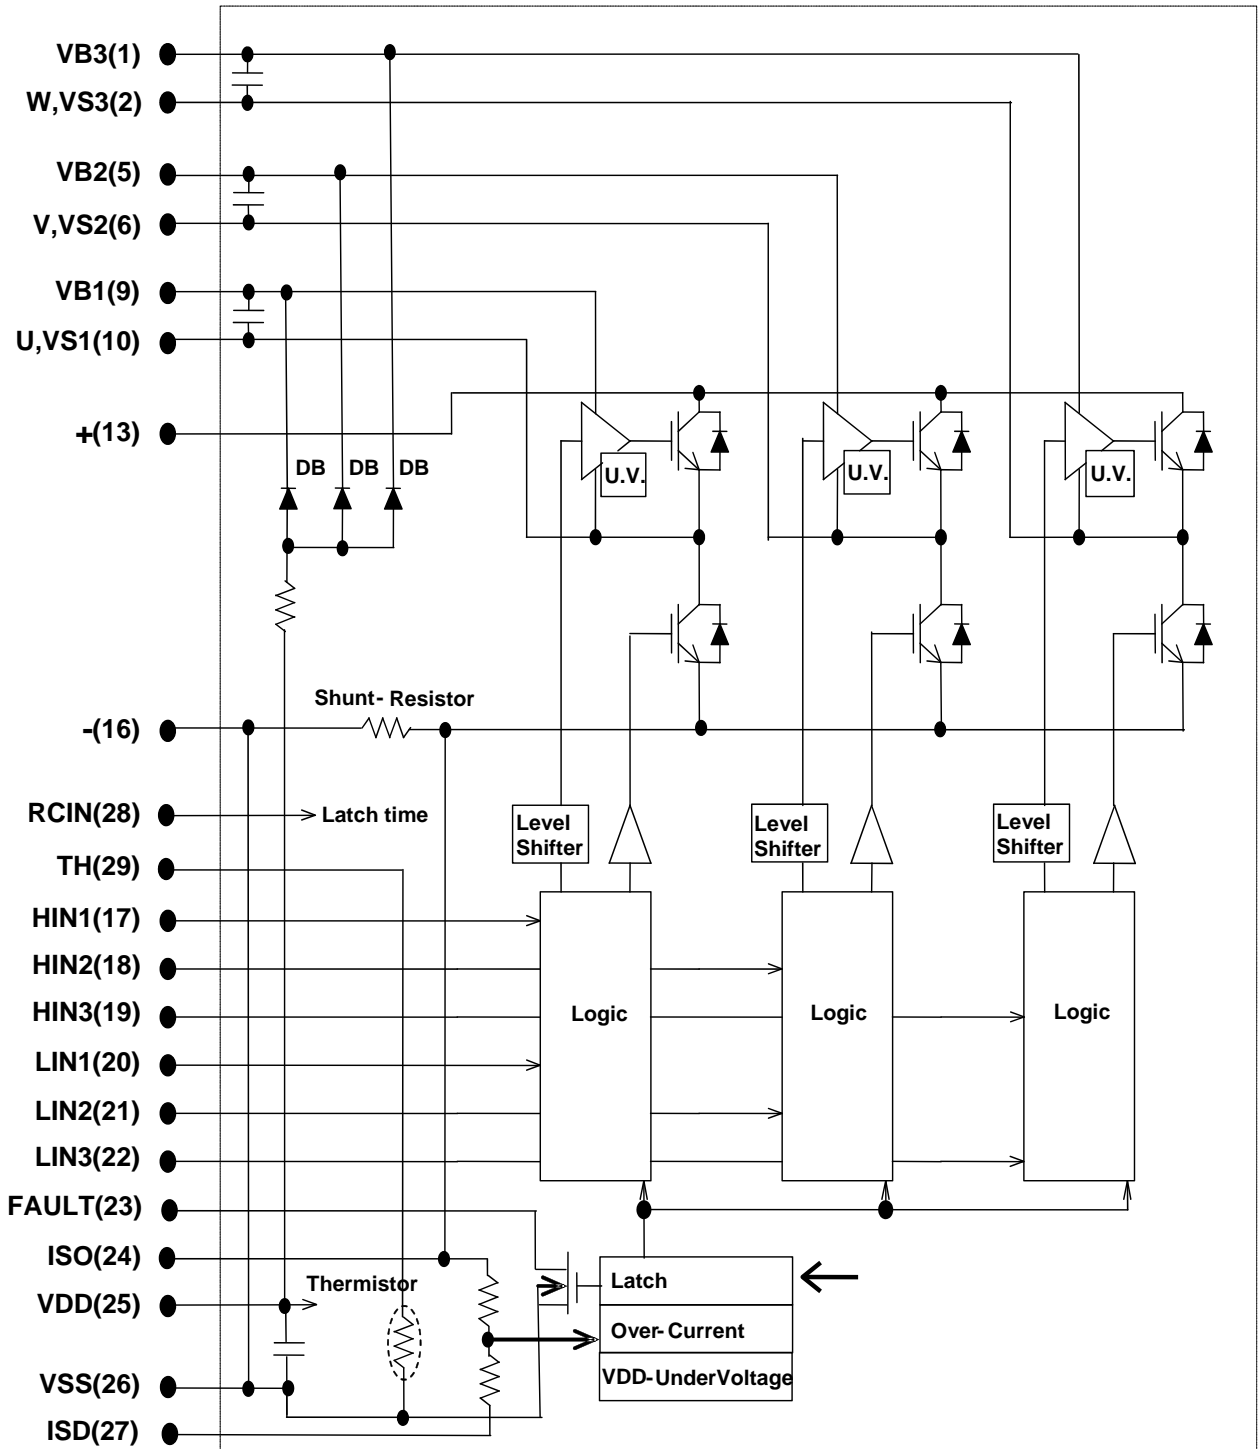 VB3(1)
W,VS3(2)
VB2(5)
V,VS2(6)
VB1(9)
U,VS1(10)
+(13)
DB DB DB
U.V. U.V. U.V.
Shunt-Resistor
-(16)
RCIN(28)
Latch time
Level
Shifter
Level
Shifter
Level
Shifter
TH(29)
HIN1(17)
HIN2(18)
HIN3(19)
Logic Logic Logic
LIN1(20)
LIN2(21)
LIN3(22)
FAULT(23)
ISO(24)
Thermistor
Latch
VDD(25)
Over-Current
VDD-UnderVoltage
VSS(26)
ISD(27)